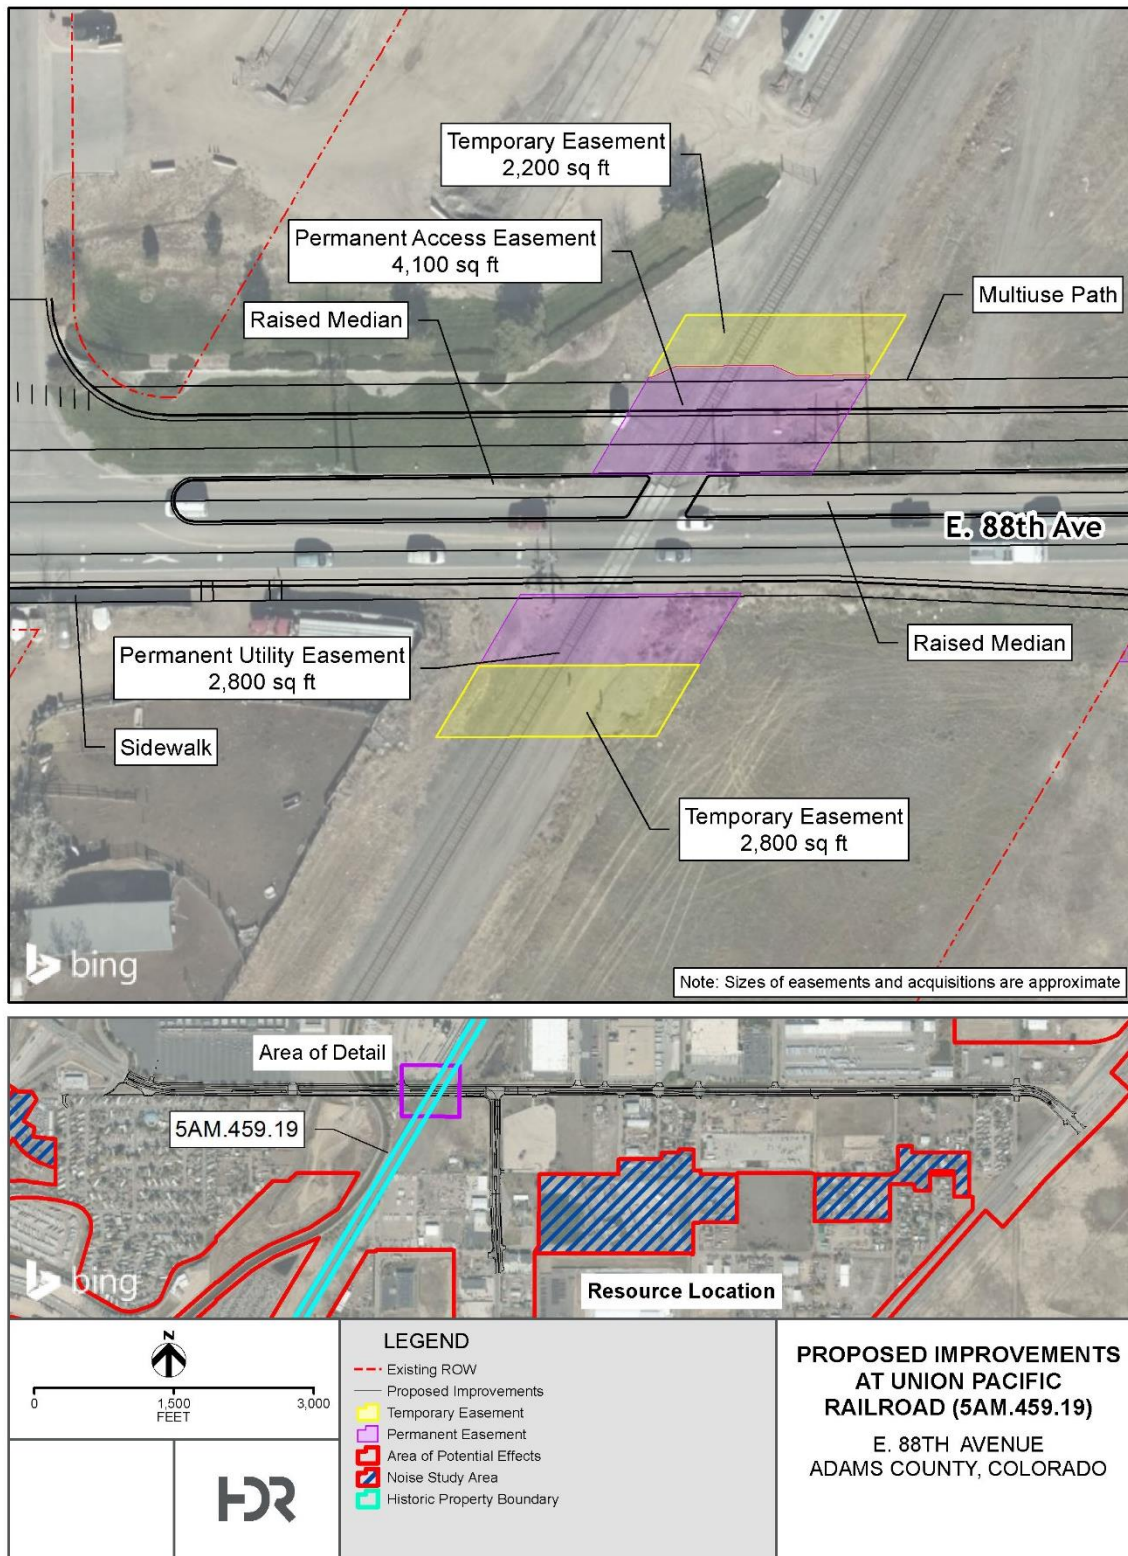 Temporary Easement
2,200 sq ft
Permanent Access Easement
4,100 sq ft
Multiuse Path
Raised Median
E. 88th Ave
Raised Median
Permanent Utility Easement
2,800 sq ft
Sidewalk
Temporary Easement
2,800 sq ft
bing
Note: Sizes of easements and acquisitions are approximate
Area of Detail
5AM.459.19
bing
Resource Location
N
0 1,500 3,000
FEET
HDR
LEGEND
Existing ROW
Proposed Improvements
Temporary Easement
Permanent Easement
Area of Potential Effects
Noise Study Area
Historic Property Boundary
PROPOSED IMPROVEMENTS
AT UNION PACIFIC
RAILROAD (5AM.459.19)
E. 88TH AVENUE
ADAMS COUNTY, COLORADO